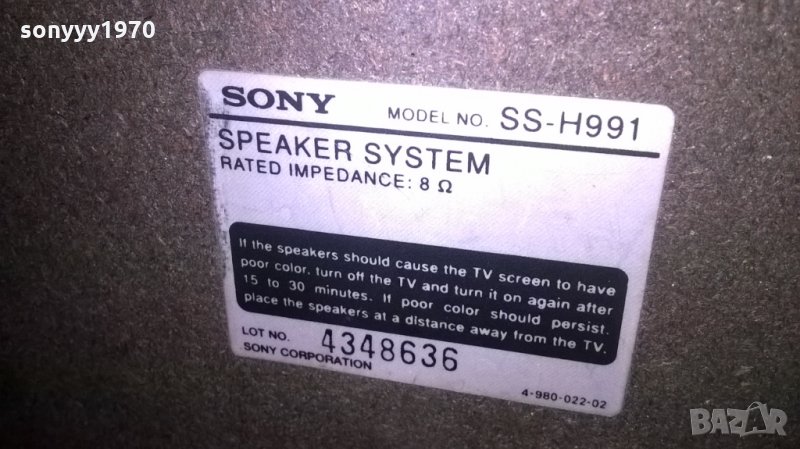 sonyyy1970
SONY MODEL NO. SS-H991
SPEAKER SYSTEM
RATED IMPEDANCE: 8 Ω
If the speakers should cause the TV screen to have
poor color, turn off the TV and turn it on again after
15 to 30 minutes. If poor color should persist.
place the speakers at a distance away from the TV.
LOT NO. 4348636
SONY CORPORATION
4-980-022-02
BAZAR